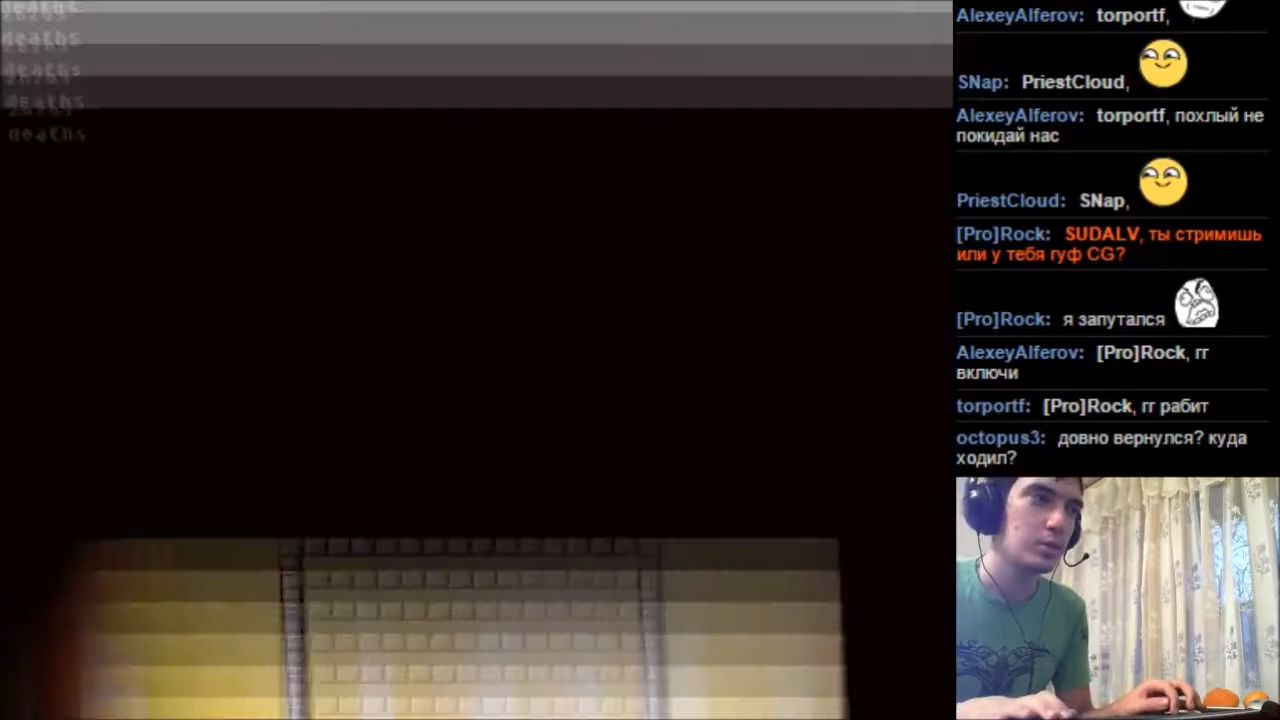 deaths
deaths
deaths
deaths
deaths
AlexeyAlferov: torportf,
SNap: PriestCloud,
AlexeyAlferov: torportf, похлый не
покидай нас
PriestCloud: SNap,
[Pro]Rock: SUDALV, ты стримишь
или у тебя гуф CG?
[Pro]Rock: я запутался
AlexeyAlferov: [Pro]Rock, гг
включи
torportf: [Pro]Rock, гг рабит
octopus3: довно вернулся? куда
ходил?